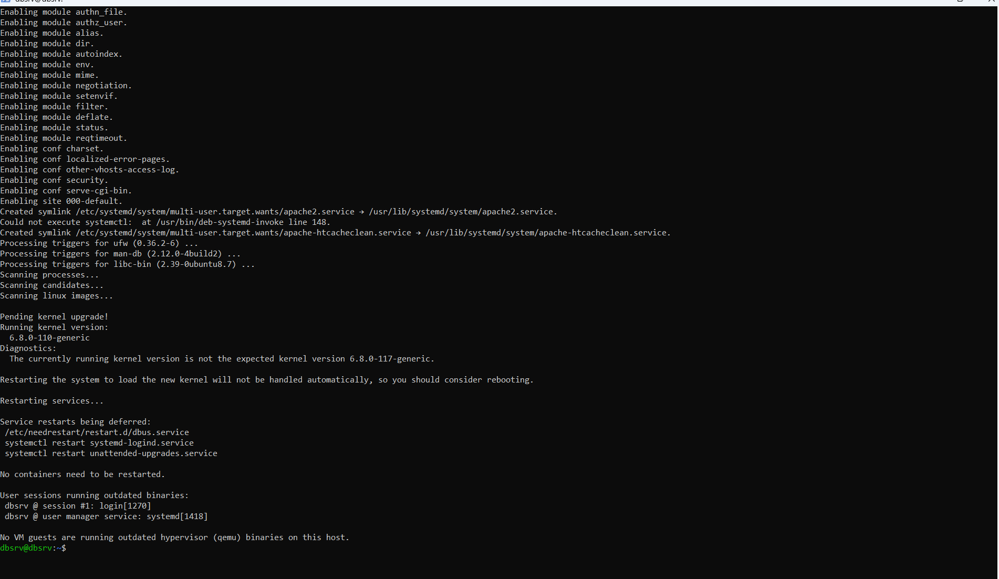 dbsrv@dbsrv:
Enabling module authn_file.
Enabling module authz_user.
Enabling module alias.
Enabling module dir.
Enabling module autoindex.
Enabling module env.
Enabling module mime.
Enabling module negotiation.
Enabling module setenvif.
Enabling module filter.
Enabling module deflate.
Enabling module status.
Enabling module reqtimeout.
Enabling conf charset.
Enabling conf localized-error-pages.
Enabling conf other-vhosts-access-log.
Enabling conf security.
Enabling conf serve-cgi-bin.
Enabling site 000-default.
Created symlink /etc/systemd/system/multi-user.target.wants/apache2.service → /usr/lib/systemd/system/apache2.service.
Could not execute systemctl:  at /usr/bin/deb-systemd-invoke line 148.
Created symlink /etc/systemd/system/multi-user.target.wants/apache-htcacheclean.service → /usr/lib/systemd/system/apache-htcacheclean.service.
Processing triggers for ufw (0.36.2-6) ...
Processing triggers for man-db (2.12.0-4build2) ...
Processing triggers for libc-bin (2.39-0ubuntu8.7) ...
Scanning processes...
Scanning candidates...
Scanning linux images...
Pending kernel upgrade!
Running kernel version:
  6.8.0-110-generic
Diagnostics:
  The currently running kernel version is not the expected kernel version 6.8.0-117-generic.
Restarting the system to load the new kernel will not be handled automatically, so you should consider rebooting.
Restarting services...
Service restarts being deferred:
 /etc/needrestart/restart.d/dbus.service
 systemctl restart systemd-logind.service
 systemctl restart unattended-upgrades.service
No containers need to be restarted.
User sessions running outdated binaries:
 dbsrv @ session #1: login[1270]
 dbsrv @ user manager service: systemd[1418]
No VM guests are running outdated hypervisor (qemu) binaries on this host.
dbsrv@dbsrv:~$